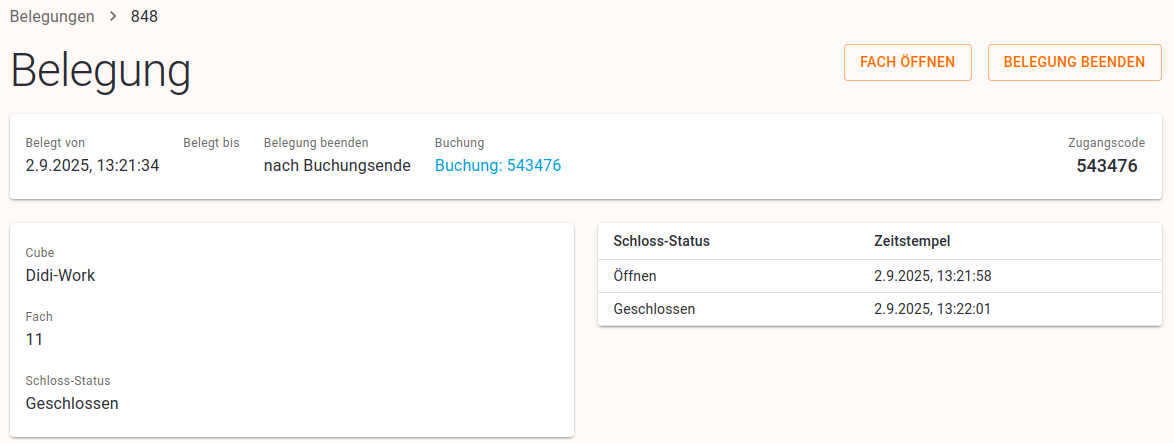 Belegungen > 848
Belegung
FACH ÖFFNEN
BELEGUNG BEENDEN
Belegt von
2.9.2025, 13:21:34
Belegt bis
Belegung beenden
nach Buchungsende
Buchung
Buchung: 543476
Zugangscode
543476
Cube
Didi-Work
Fach
11
Schloss-Status
Geschlossen
Schloss-Status Zeitstempel
Öffnen 2.9.2025, 13:21:58
Geschlossen 2.9.2025, 13:22:01